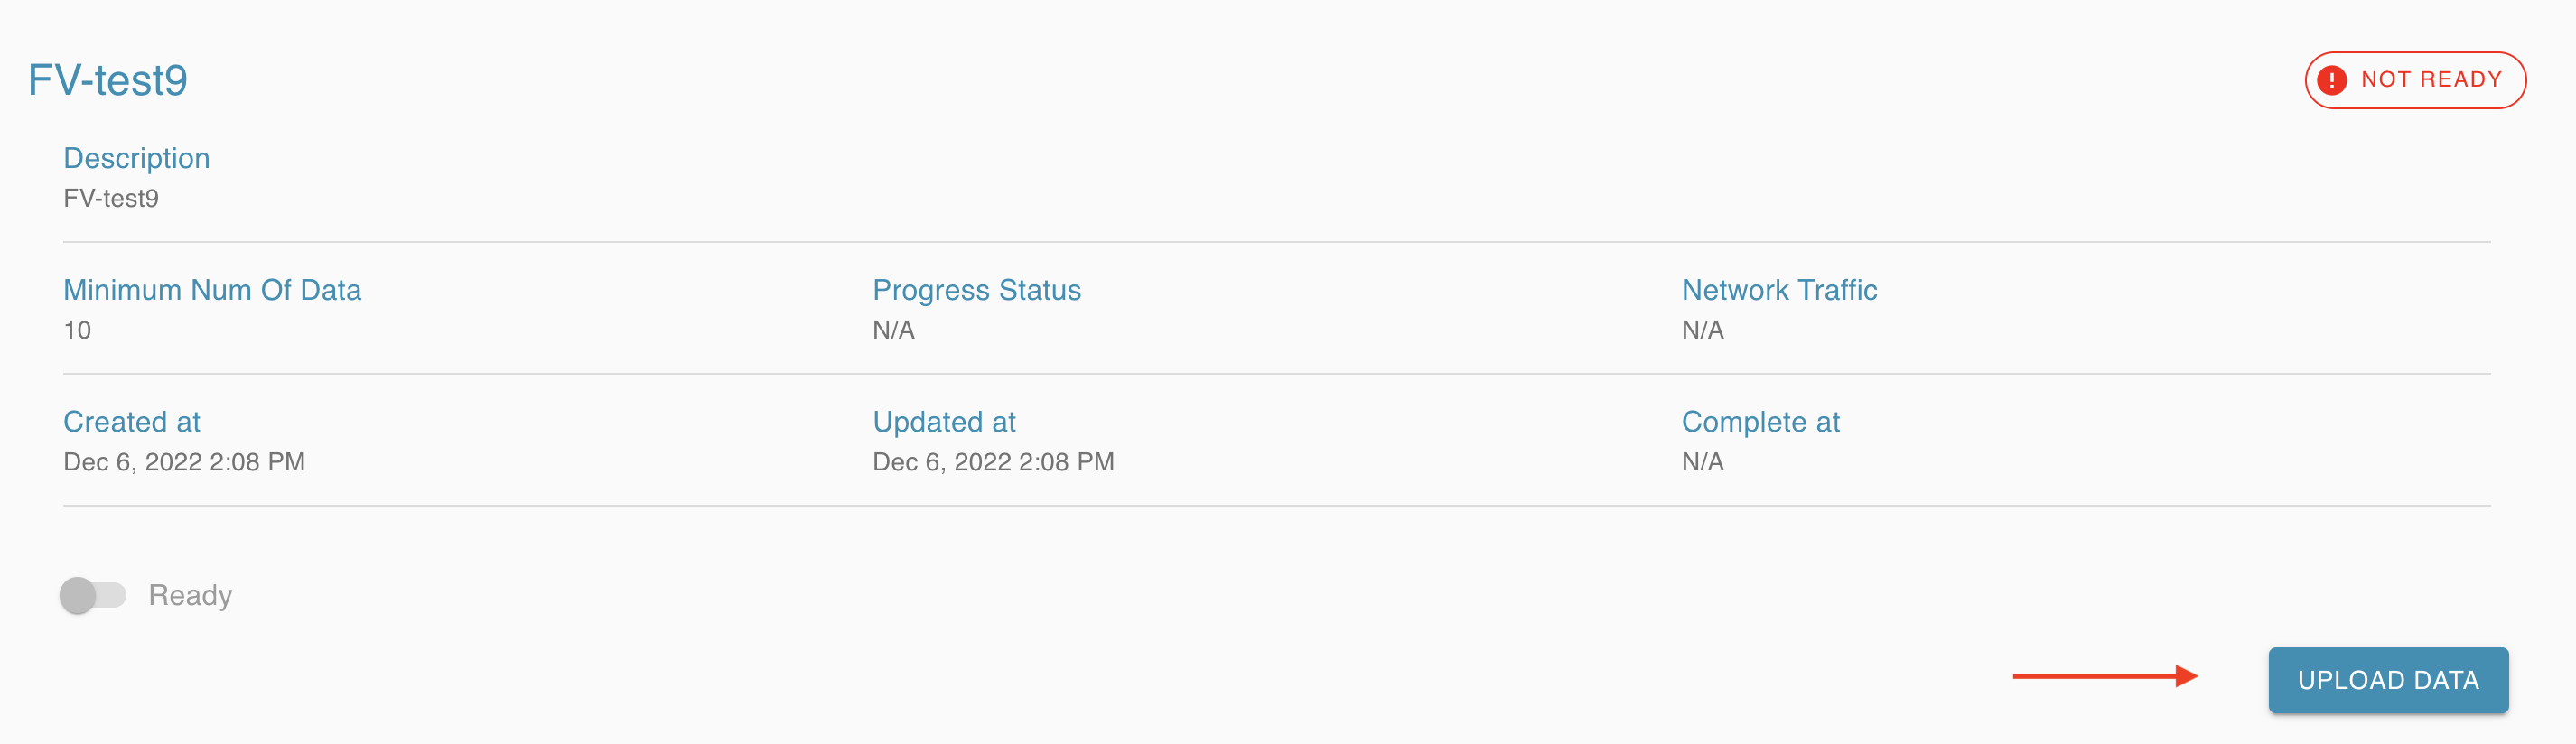 FV-test9
NOT READY
Description
FV-test9
Minimum Num Of Data
10
Progress Status
N/A
Network Traffic
N/A
Created at
Dec 6, 2022 2:08 PM
Updated at
Dec 6, 2022 2:08 PM
Complete at
N/A
Ready
UPLOAD DATA